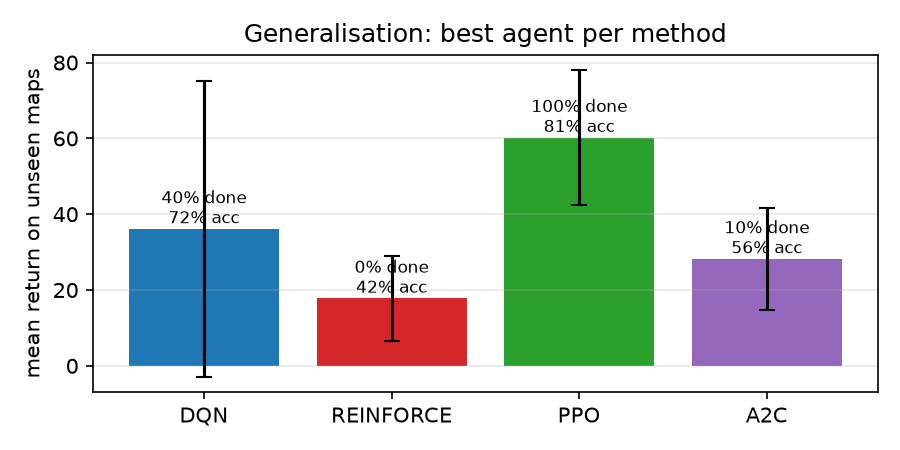 Generalisation: best agent per method
mean return on unseen maps
80
60
40
20
0
40% done
72% acc
0% done
42% acc
100% done
81% acc
10% done
56% acc
DQN
REINFORCE
PPO
A2C